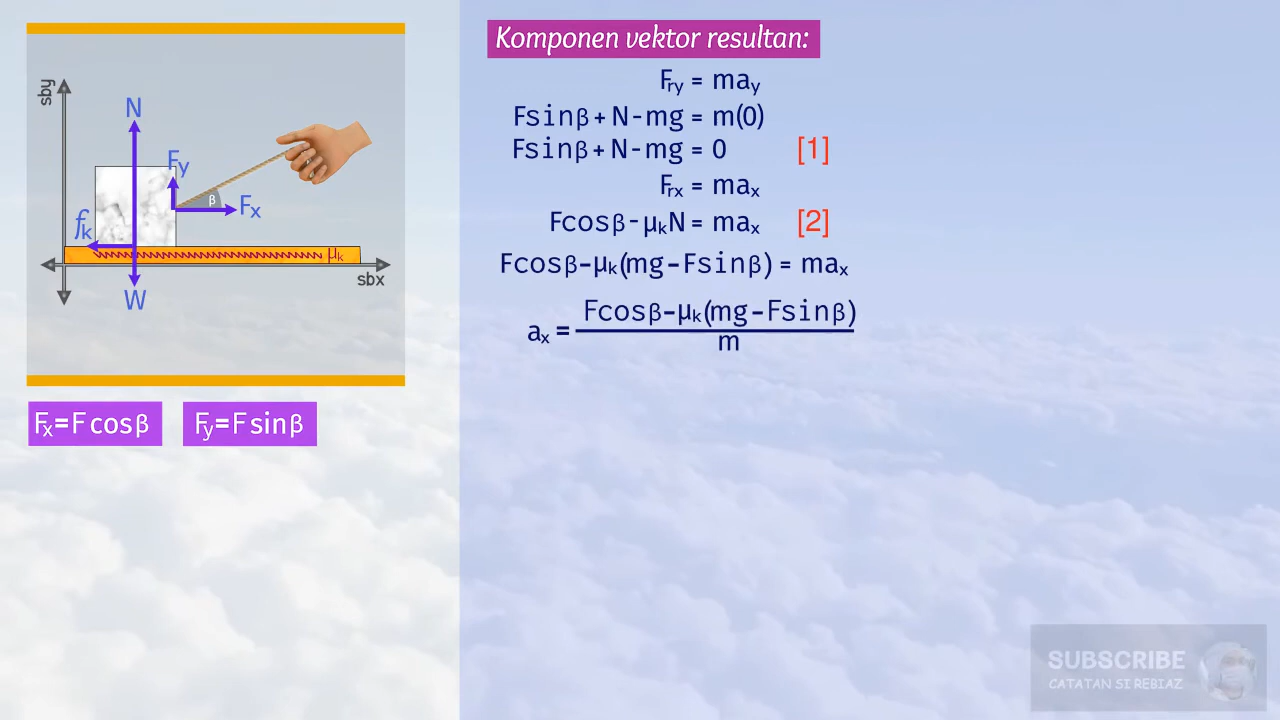 sby
N
Fy
β
Fx
fk
μk
W
sbx
Fx=Fcosβ
Fy=Fsinβ
Komponen vektor resultan:
Fry = may
Fsinβ+N-mg = m(0)
Fsinβ+N-mg = 0 [1]
Frx = max
Fcosβ-μkN = max [2]
Fcosβ-μk(mg-Fsinβ) = max
ax = Fcosβ-μk(mg-Fsinβ)
m
SUBSCRIBE
CATATAN SI REBIAZ